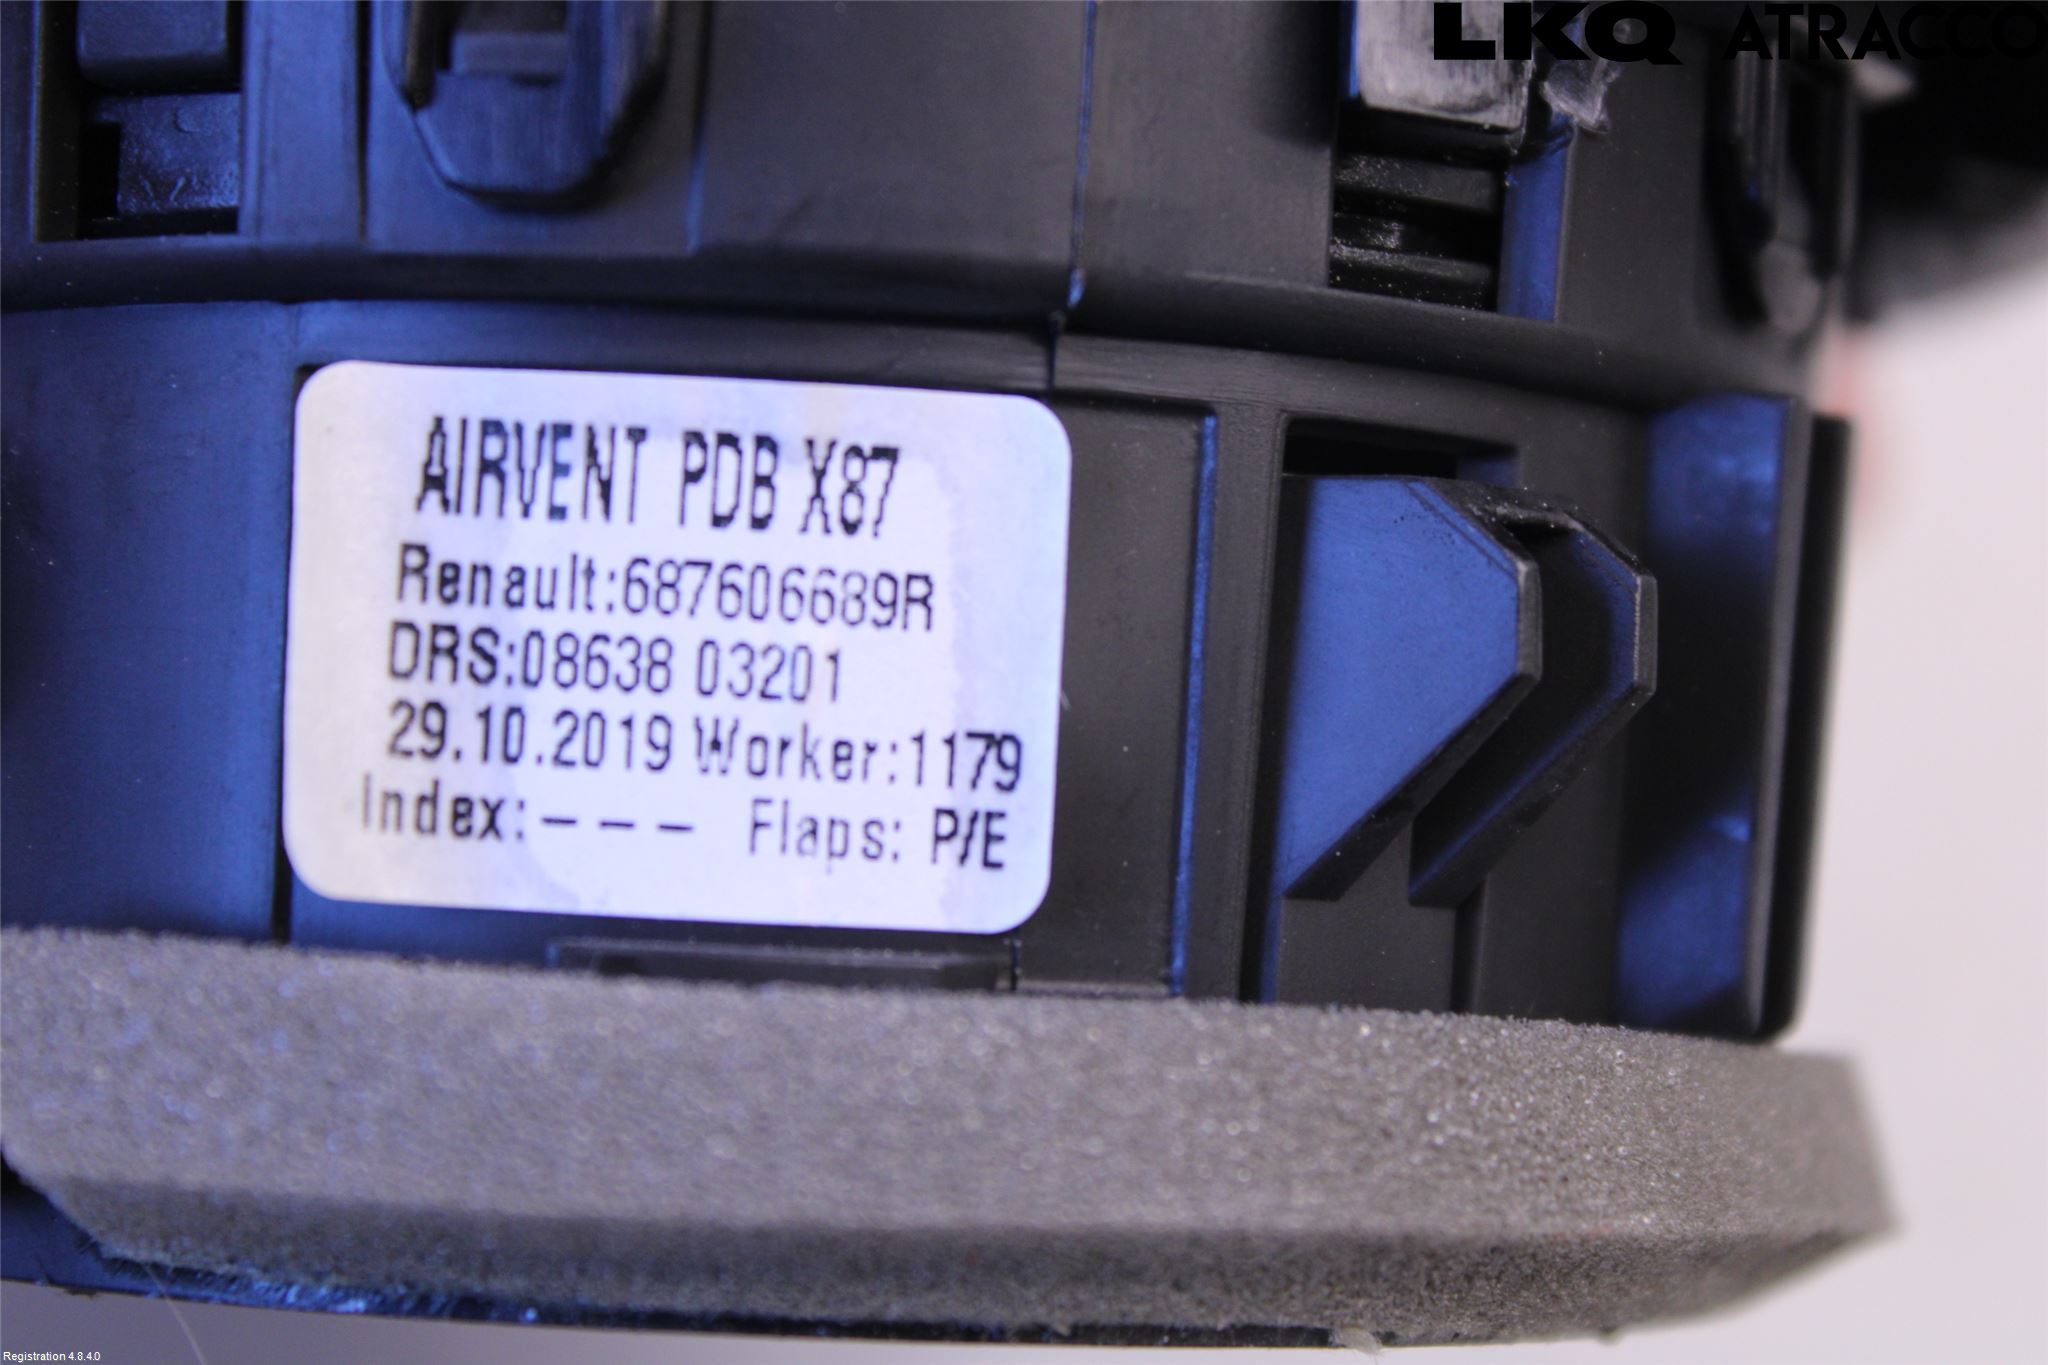 LKQ ATRACCO
AIRVENT PDB X87
Renault:687606689R
DRS:08638 03201
29.10.2019 Worker:1179
Index:--- Flaps: P/E
Registration 4.8.4.0